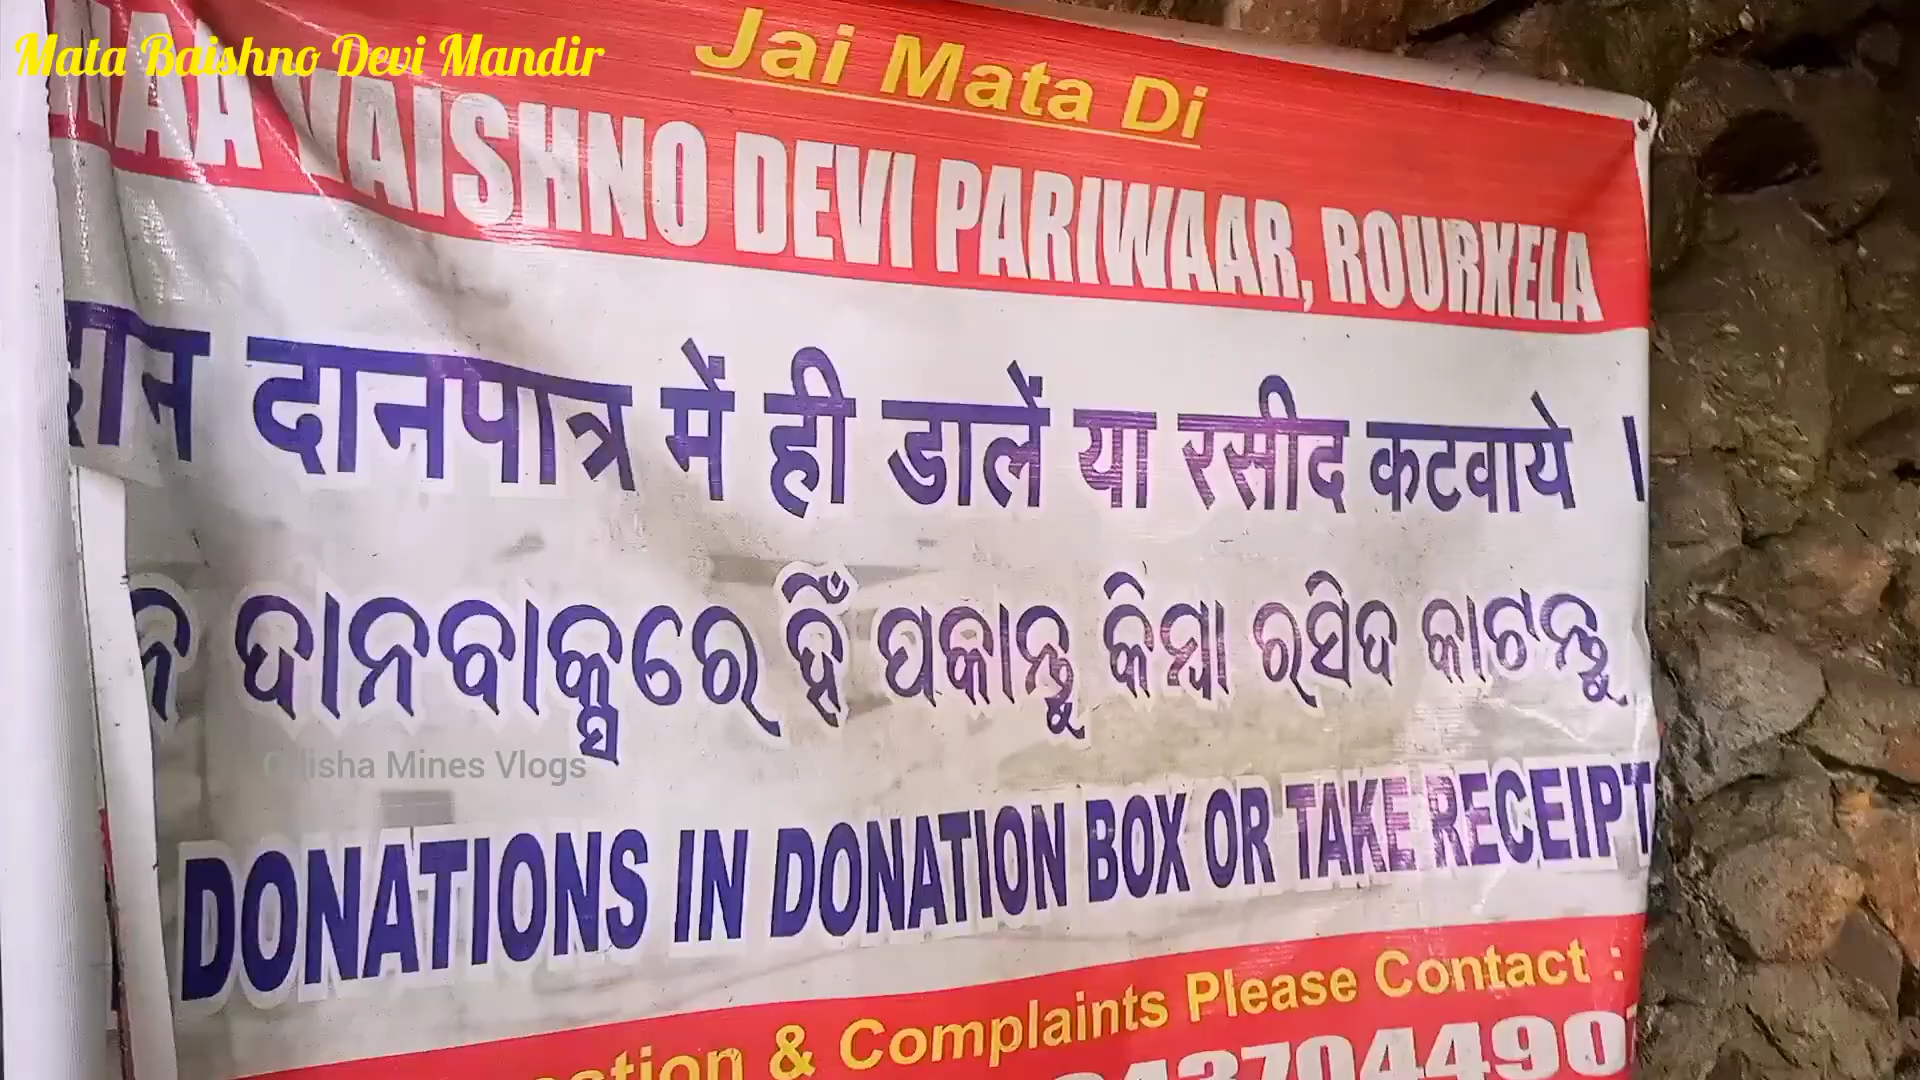 Mata Baishno Devi Mandir
Jai Mata Di
MAA VAISHNO DEVI PARIWAAR, ROURKELA
दान दानपात्र में ही डालें या रसीद कटवाये ।
ଦାନବାକ୍ସରେ ହିଁ ପକାନ୍ତୁ କିମ୍ବା ରସିଦ କାଟନ୍ତୁ
Odisha Mines Vlogs
DONATIONS IN DONATION BOX OR TAKE RECEIPT
& Complaints Please Contact :